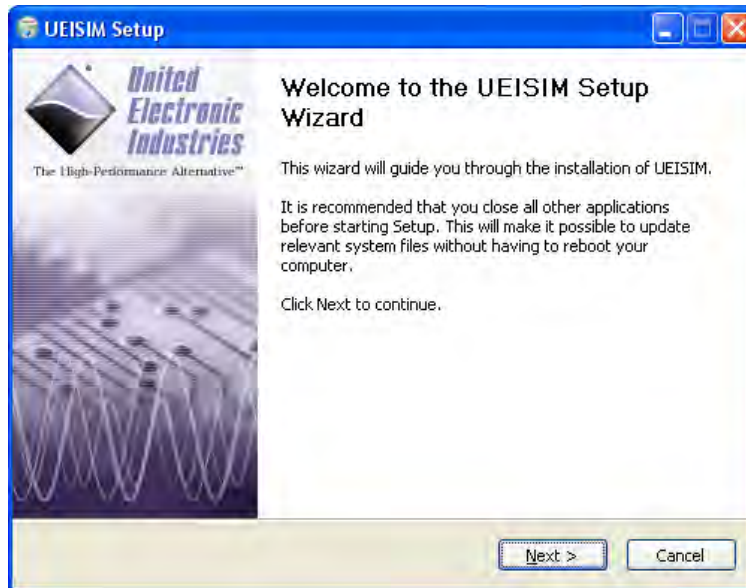 UEISIM Setup
United
Electronic
Industries
The High-Performance Alternative™
Welcome to the UEISIM Setup
Wizard
This wizard will guide you through the installation of UEISIM.
It is recommended that you close all other applications
before starting Setup. This will make it possible to update
relevant system files without having to reboot your
computer.
Click Next to continue.
Next >
Cancel